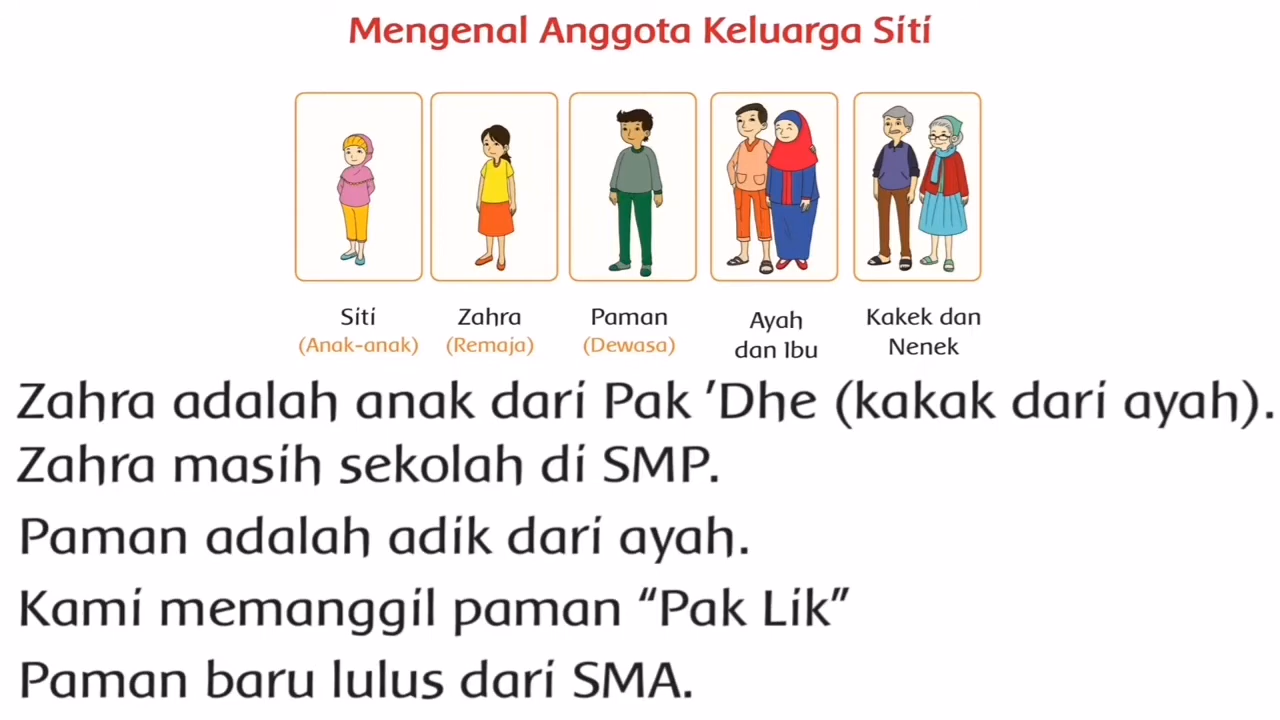 Mengenal Anggota Keluarga Siti
Siti
(Anak-anak)
Zahra
(Remaja)
Paman
(Dewasa)
Ayah
dan Ibu
Kakek dan
Nenek
Zahra adalah anak dari Pak 'Dhe (kakak dari ayah).
Zahra masih sekolah di SMP.
Paman adalah adik dari ayah.
Kami memanggil paman “Pak Lik”
Paman baru lulus dari SMA.